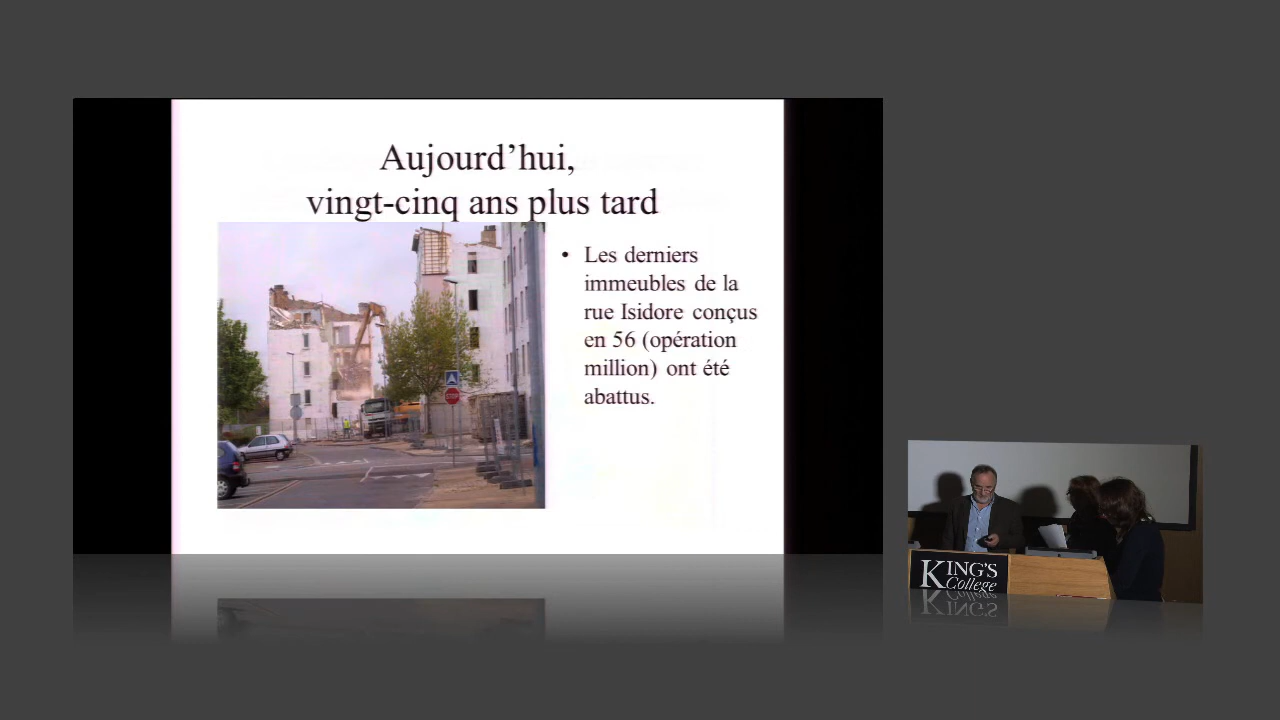 Aujourd’hui,
vingt-cinq ans plus tard
• Les derniers
immeubles de la
rue Isidore conçus
en 56 (opération
million) ont été
abattus.
KING'S
College